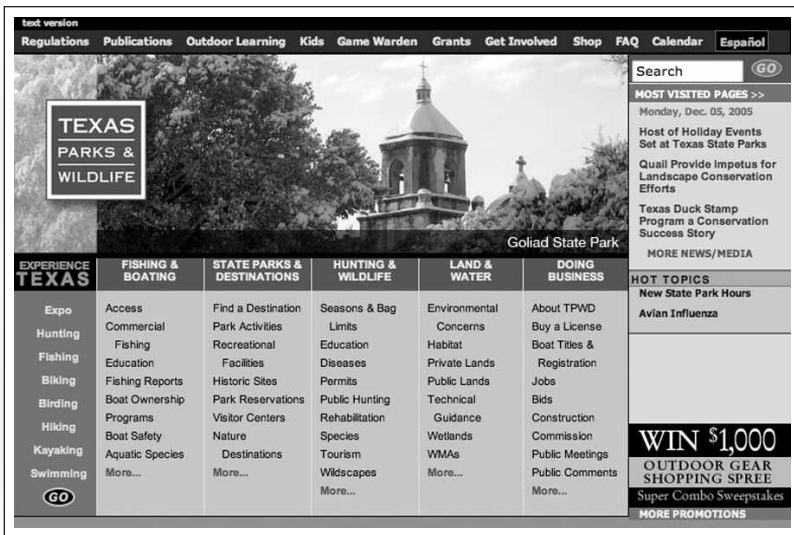 text version
Regulations Publications Outdoor Learning Kids Game Warden Grants Get Involved Shop FAQ Calendar Español
Search GO
TEXAS
PARKS &
WILDLIFE
Goliad State Park
MOST VISITED PAGES >>
Monday, Dec. 05, 2005
Host of Holiday Events
Set at Texas State Parks
Quail Provide Impetus for
Landscape Conservation
Efforts
Texas Duck Stamp
Program a Conservation
Success Story
MORE NEWS/MEDIA
HOT TOPICS
New State Park Hours
Avian Influenza
EXPERIENCE
TEXAS
Expo
Hunting
Fishing
Biking
Birding
Hiking
Kayaking
Swimming
GO
FISHING &
BOATING
Access
Commercial
Fishing
Education
Fishing Reports
Boat Ownership
Programs
Boat Safety
Aquatic Species
More...
STATE PARKS &
DESTINATIONS
Find a Destination
Park Activities
Recreational
Facilities
Historic Sites
Park Reservations
Visitor Centers
Nature
Destinations
More...
HUNTING &
WILDLIFE
Seasons & Bag
Limits
Education
Diseases
Permits
Public Hunting
Rehabilitation
Species
Tourism
Wildscapes
More...
LAND &
WATER
Environmental
Concerns
Habitat
Private Lands
Public Lands
Technical
Guidance
Wetlands
WMAs
More...
DOING
BUSINESS
About TPWD
Buy a License
Boat Titles &
Registration
Jobs
Bids
Construction
Commission
Public Meetings
Public Comments
More...
WIN $1,000
OUTDOOR GEAR
SHOPPING SPREE
Super Combo Sweepstakes
MORE PROMOTIONS